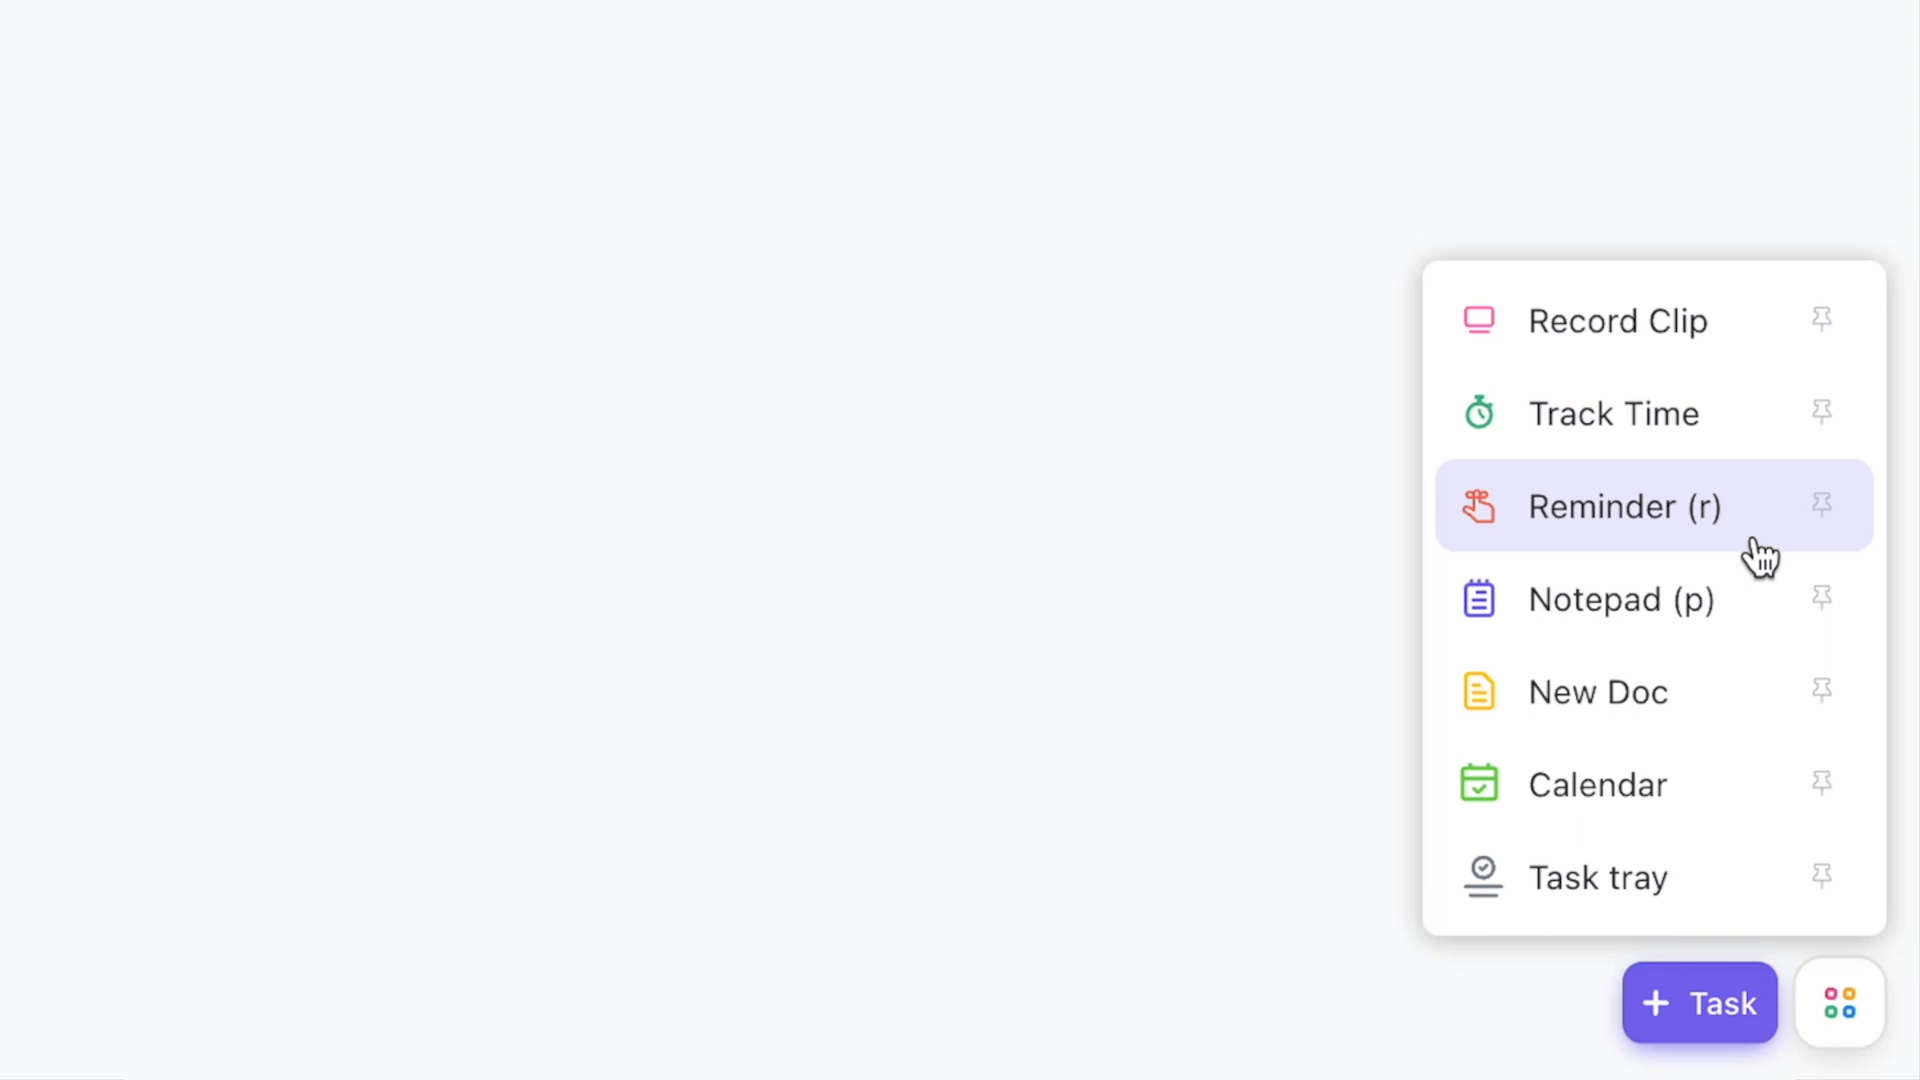 Record Clip
Track Time
Reminder (r)
Notepad (p)
New Doc
Calendar
Task tray
+ Task